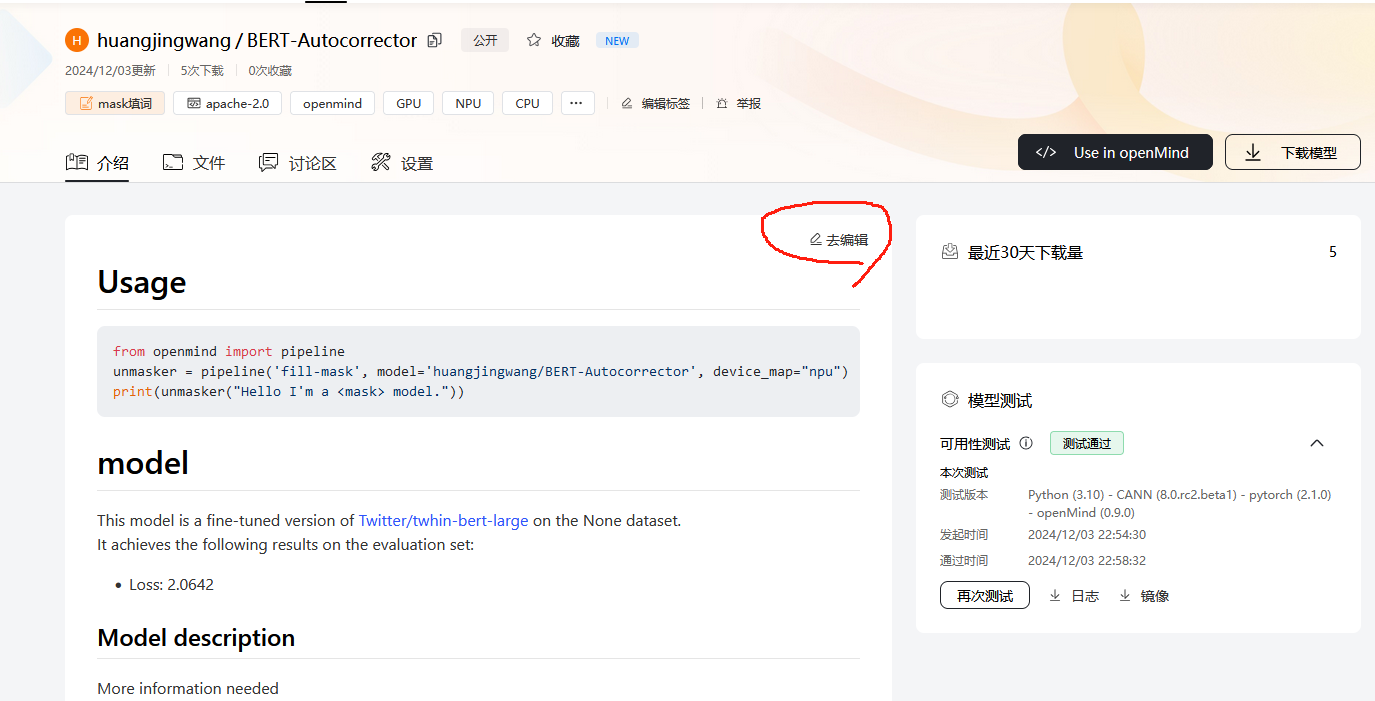 H huangjingwang / BERT-Autocorrector 公开 收藏 NEW
2024/12/03更新 5次下载 0次收藏
mask填词 apache-2.0 openmind GPU NPU CPU ··· 编辑标签 举报
介绍 文件 讨论区 设置
</> Use in openMind 下载模型
去编辑
Usage
from openmind import pipeline
unmasker = pipeline('fill-mask', model='huangjingwang/BERT-Autocorrector', device_map="npu")
print(unmasker("Hello I'm a <mask> model."))
model
This model is a fine-tuned version of Twitter/twhin-bert-large on the None dataset.
It achieves the following results on the evaluation set:
• Loss: 2.0642
Model description
More information needed
最近30天下载量 5
模型测试
可用性测试 测试通过
本次测试
测试版本 Python (3.10) - CANN (8.0.rc2.beta1) - pytorch (2.1.0)
- openMind (0.9.0)
发起时间 2024/12/03 22:54:30
通过时间 2024/12/03 22:58:32
再次测试 日志 镜像